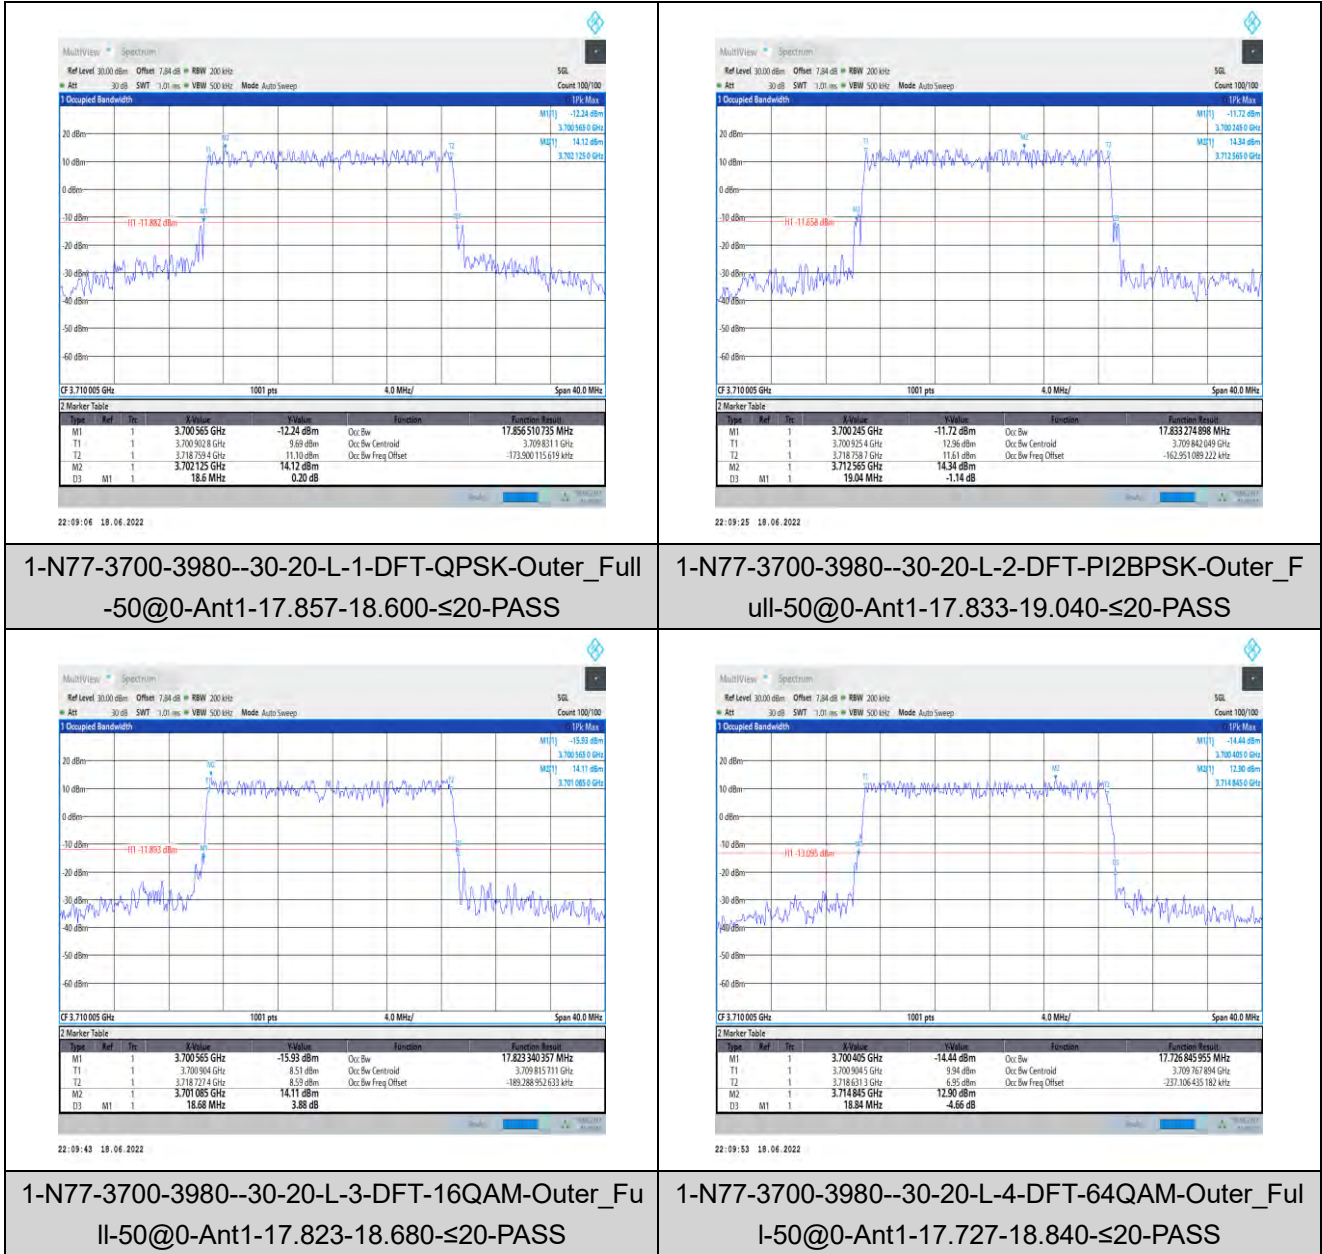 MultiView Spectrum
Ref Level 30.00 dBm Offset 7.84 dB RBW 200 kHz SGL
Att 30 dB SWT 1.01 ms VBW 500 kHz Mode Auto Sweep Count 100/100
1 Occupied Bandwidth 1Pk Max
M1[1] -12.24 dBm
3.700 565 0 GHz
M2[1] 14.12 dBm
3.702 125 0 GHz
M2
T1
T2
M1
D3
20 dBm
10 dBm
0 dBm
-10 dBm
H1 -11.882 dBm
-20 dBm
-30 dBm
-40 dBm
-50 dBm
-60 dBm
CF 3.710 005 GHz 1001 pts 4.0 MHz/ Span 40.0 MHz
2 Marker Table
Type Ref Trc X-Value Y-Value Function Function Result
M1 1 3.700 565 GHz -12.24 dBm Occ Bw 17.856 510 735 MHz
T1 1 3.700 902 8 GHz 9.69 dBm Occ Bw Centroid 3.709 831 1 GHz
T2 1 3.718 759 4 GHz 11.10 dBm Occ Bw Freq Offset -173.900 115 619 kHz
M2 1 3.702 125 GHz 14.12 dBm
D3 M1 1 18.6 MHz 0.20 dB
22:09:06 18.06.2022
1-N77-3700-3980--30-20-L-1-DFT-QPSK-Outer_Full
-50@0-Ant1-17.857-18.600-≤20-PASS
MultiView Spectrum
Ref Level 30.00 dBm Offset 7.84 dB RBW 200 kHz SGL
Att 30 dB SWT 1.01 ms VBW 500 kHz Mode Auto Sweep Count 100/100
1 Occupied Bandwidth 1Pk Max
M1[1] -11.72 dBm
3.700 245 0 GHz
M2[1] 14.34 dBm
3.712 565 0 GHz
T1
M2
T2
20 dBm
10 dBm
0 dBm
-10 dBm
H1 -11.658 dBm
-20 dBm
-30 dBm
-40 dBm
-50 dBm
-60 dBm
CF 3.710 005 GHz 1001 pts 4.0 MHz/ Span 40.0 MHz
2 Marker Table
Type Ref Trc X-Value Y-Value Function Function Result
M1 1 3.700 245 GHz -11.72 dBm Occ Bw 17.833 274 898 MHz
T1 1 3.700 925 4 GHz 12.96 dBm Occ Bw Centroid 3.709 842 049 GHz
T2 1 3.718 758 7 GHz 11.61 dBm Occ Bw Freq Offset -162.951 089 222 kHz
M2 1 3.712 565 GHz 14.34 dBm
D3 M1 1 19.04 MHz -1.14 dB
22:09:25 18.06.2022
1-N77-3700-3980--30-20-L-2-DFT-PI2BPSK-Outer_F
ull-50@0-Ant1-17.833-19.040-≤20-PASS
MultiView Spectrum
Ref Level 30.00 dBm Offset 7.84 dB RBW 200 kHz SGL
Att 30 dB SWT 1.01 ms VBW 500 kHz Mode Auto Sweep Count 100/100
1 Occupied Bandwidth 1Pk Max
M1[1] -15.93 dBm
3.700 565 0 GHz
M2[1] 14.11 dBm
3.701 085 0 GHz
M2
T1
T2
M1
20 dBm
10 dBm
0 dBm
-10 dBm
H1 -11.893 dBm
-20 dBm
-30 dBm
-40 dBm
-50 dBm
-60 dBm
CF 3.710 005 GHz 1001 pts 4.0 MHz/ Span 40.0 MHz
2 Marker Table
Type Ref Trc X-Value Y-Value Function Function Result
M1 1 3.700 565 GHz -15.93 dBm Occ Bw 17.823 340 357 MHz
T1 1 3.700 904 GHz 8.51 dBm Occ Bw Centroid 3.709 815 711 GHz
T2 1 3.718 727 4 GHz 8.59 dBm Occ Bw Freq Offset -189.288 952 633 kHz
M2 1 3.701 085 GHz 14.11 dBm
D3 M1 1 18.68 MHz 3.88 dB
22:09:43 18.06.2022
1-N77-3700-3980--30-20-L-3-DFT-16QAM-Outer_Fu
ll-50@0-Ant1-17.823-18.680-≤20-PASS
MultiView Spectrum
Ref Level 30.00 dBm Offset 7.84 dB RBW 200 kHz SGL
Att 30 dB SWT 1.01 ms VBW 500 kHz Mode Auto Sweep Count 100/100
1 Occupied Bandwidth 1Pk Max
M1[1] -14.44 dBm
3.700 405 0 GHz
M2[1] 12.90 dBm
3.714 845 0 GHz
M2
T1
T2
D3
20 dBm
10 dBm
0 dBm
-10 dBm
H1 -13.095 dBm
-20 dBm
-30 dBm
-40 dBm
-50 dBm
-60 dBm
CF 3.710 005 GHz 1001 pts 4.0 MHz/ Span 40.0 MHz
2 Marker Table
Type Ref Trc X-Value Y-Value Function Function Result
M1 1 3.700 405 GHz -14.44 dBm Occ Bw 17.726 845 955 MHz
T1 1 3.700 904 5 GHz 9.94 dBm Occ Bw Centroid 3.709 767 894 GHz
T2 1 3.718 631 3 GHz 6.95 dBm Occ Bw Freq Offset -237.106 435 182 kHz
M2 1 3.714 845 GHz 12.90 dBm
D3 M1 1 18.84 MHz -4.66 dB
22:09:53 18.06.2022
1-N77-3700-3980--30-20-L-4-DFT-64QAM-Outer_Ful
l-50@0-Ant1-17.727-18.840-≤20-PASS